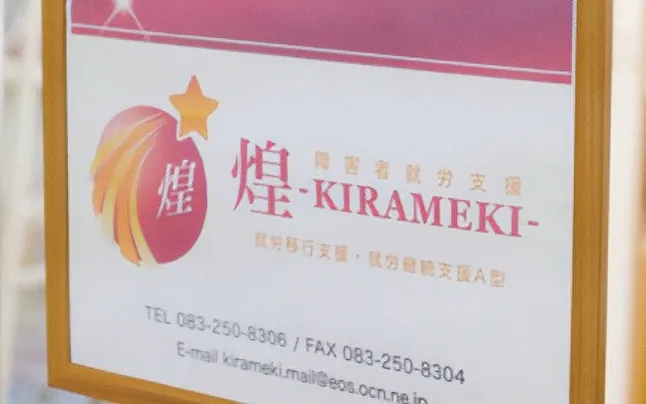 煌
障害者就労支援
煌-KIRAMEKI-
就労移行支援・就労継続支援A型
TEL 083-250-8306 / FAX 083-250-8304
E-mail kirameki.mail@eos.ocn.ne.jp